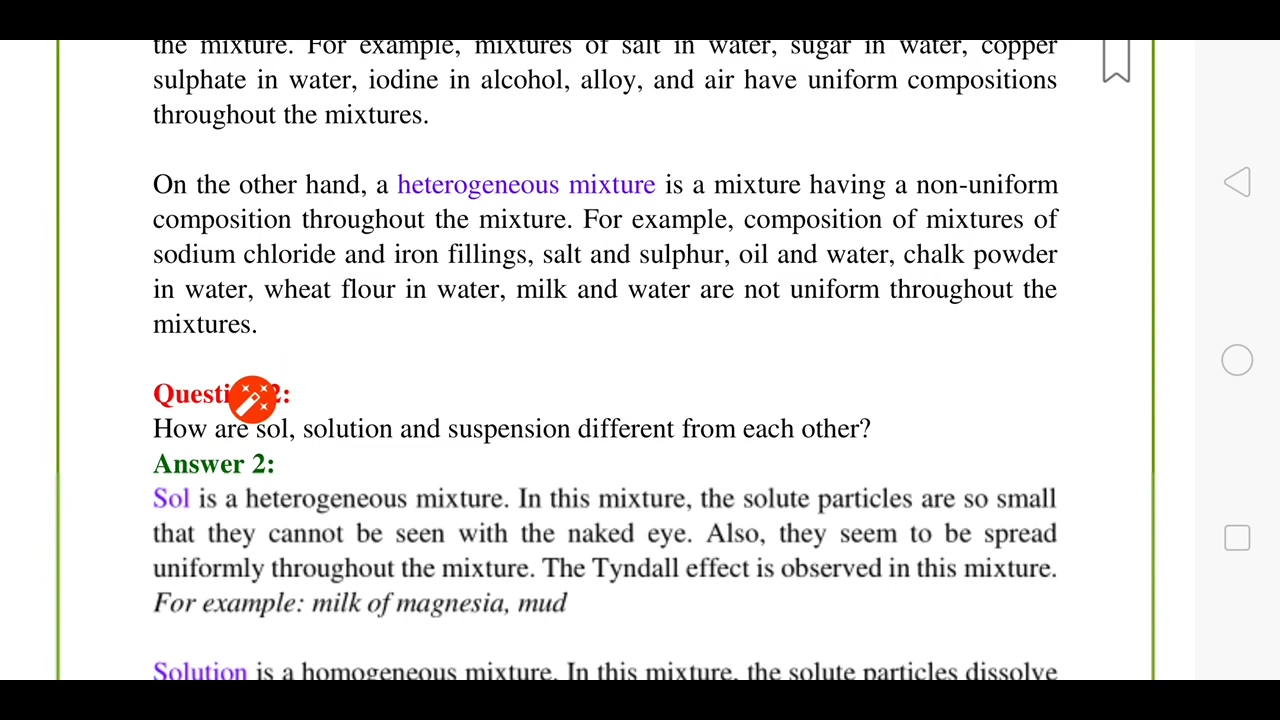 the mixture. For example, mixtures of salt in water, sugar in water, copper
sulphate in water, iodine in alcohol, alloy, and air have uniform compositions
throughout the mixtures.
On the other hand, a heterogeneous mixture is a mixture having a non-uniform
composition throughout the mixture. For example, composition of mixtures of
sodium chloride and iron fillings, salt and sulphur, oil and water, chalk powder
in water, wheat flour in water, milk and water are not uniform throughout the
mixtures.
Questi 2:
How are sol, solution and suspension different from each other?
Answer 2:
Sol is a heterogeneous mixture. In this mixture, the solute particles are so small
that they cannot be seen with the naked eye. Also, they seem to be spread
uniformly throughout the mixture. The Tyndall effect is observed in this mixture.
For example: milk of magnesia, mud
Solution is a homogeneous mixture. In this mixture, the solute particles dissolve